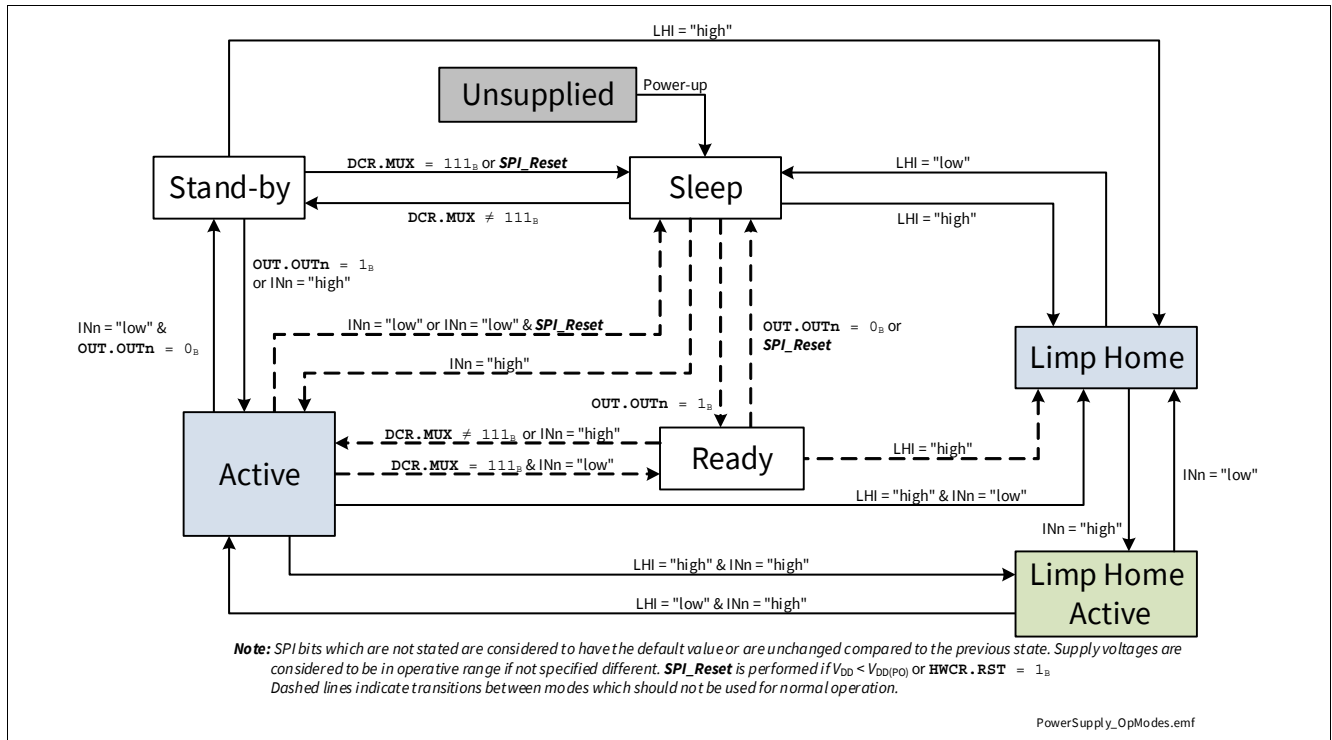 LHI = "high"
Unsupplied
Power-up
Stand-by
DCR.MUX = 111B or SPI_Reset
Sleep
LHI = "low"
DCR.MUX ≠ 111B
LHI = "high"
OUT.OUTn = 1B
or INn = "high"
INn = "low" &
OUT.OUTn = 0B
INn = "low" or INn = "low" & SPI_Reset
OUT.OUTn = 0B or
SPI_Reset
Limp Home
INn = "high"
OUT.OUTn = 1B
Active
DCR.MUX ≠ 111B or INn = "high"
Ready
LHI = "high"
DCR.MUX = 111B & INn = "low"
INn = "low"
LHI = "high" & INn = "low"
INn = "high"
LHI = "high" & INn = "high"
Limp Home
Active
LHI = "low" & INn = "high"
Note: SPI bits which are not stated are considered to have the default value or are unchanged compared to the previous state. Supply voltages are
considered to be in operative range if not specified different. SPI_Reset is performed if VDD < VDD(PO) or HWCR.RST = 1B
Dashed lines indicate transitions between modes which should not be used for normal operation.
PowerSupply_OpModes.emf